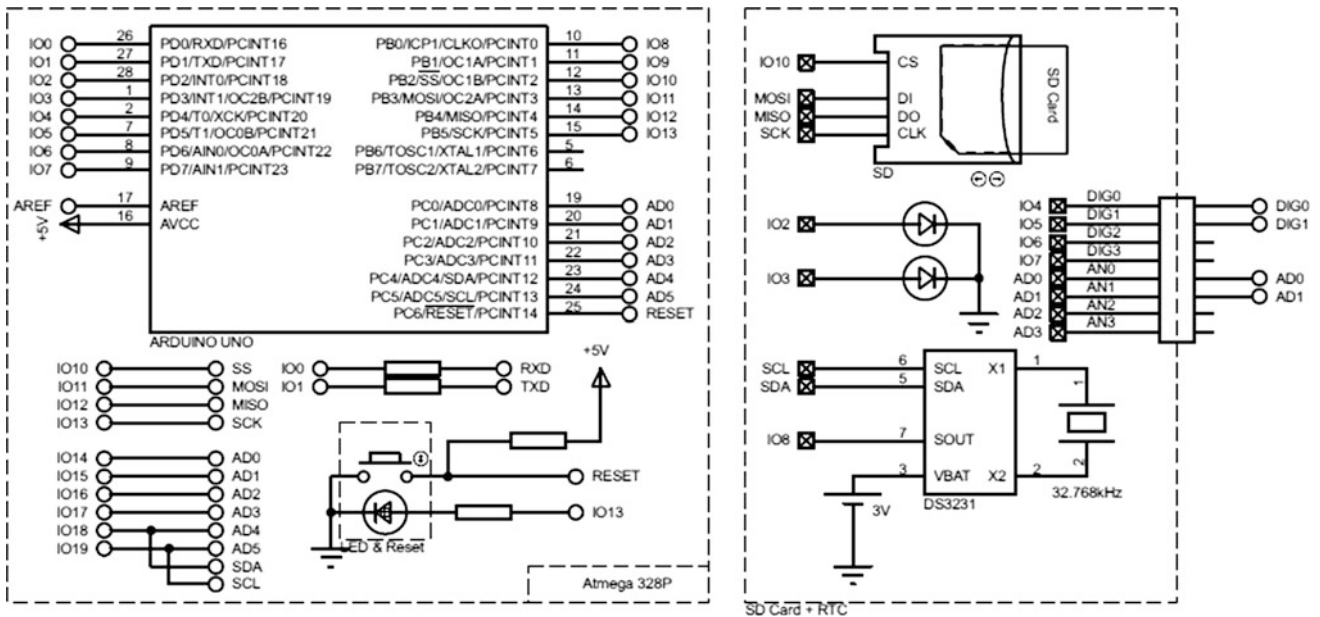 IO0 26 PD0/RXD/PCINT16 PB0/ICP1/CLKO/PCINT0 10 IO8
IO1 27 PD1/TXD/PCINT17 PB1/OC1A/PCINT1 11 IO9
IO2 28 PD2/INT0/PCINT18 PB2/SS/OC1B/PCINT2 12 IO10
IO3 1 PD3/INT1/OC2B/PCINT19 PB3/MOSI/OC2A/PCINT3 13 IO11
IO4 2 PD4/T0/XCK/PCINT20 PB4/MISO/PCINT4 14 IO12
IO5 7 PD5/T1/OC0B/PCINT21 PB5/SCK/PCINT5 15 IO13
IO6 8 PD6/AIN0/OC0A/PCINT22 PB6/TOSC1/XTAL1/PCINT6 5
IO7 9 PD7/AIN1/PCINT23 PB7/TOSC2/XTAL2/PCINT7 6
AREF 17 AREF PC0/ADC0/PCINT8 19 AD0
+5V 16 AVCC PC1/ADC1/PCINT9 20 AD1
PC2/ADC2/PCINT10 21 AD2
PC3/ADC3/PCINT11 22 AD3
PC4/ADC4/SDA/PCINT12 23 AD4
PC5/ADC5/SCL/PCINT13 24 AD5
PC6/RESET/PCINT14 25 RESET
ARDUINO UNO
IO10 SS
IO11 MOSI
IO12 MISO
IO13 SCK
IO14 AD0
IO15 AD1
IO16 AD2
IO17 AD3
IO18 AD4
IO19 AD5
SDA
SCL
IO0 RXD
IO1 TXD
+5V
RESET
IO13
LED & Reset
Atmega 328P
IO10 CS
MOSI DI
MISO DO
SCK CLK
SD Card
SD
IO2
IO3
IO4 DIG0 DIG0
IO5 DIG1 DIG1
IO6 DIG2
IO7 DIG3
AD0 AN0 AD0
AD1 AN1 AD1
AD2 AN2
AD3 AN3
SCL 6 SCL X1 1 1
SDA 5 SDA
IO8 7 SOUT
3 VBAT X2 2 2
3V
DS3231
32.768kHz
SD Card + RTC